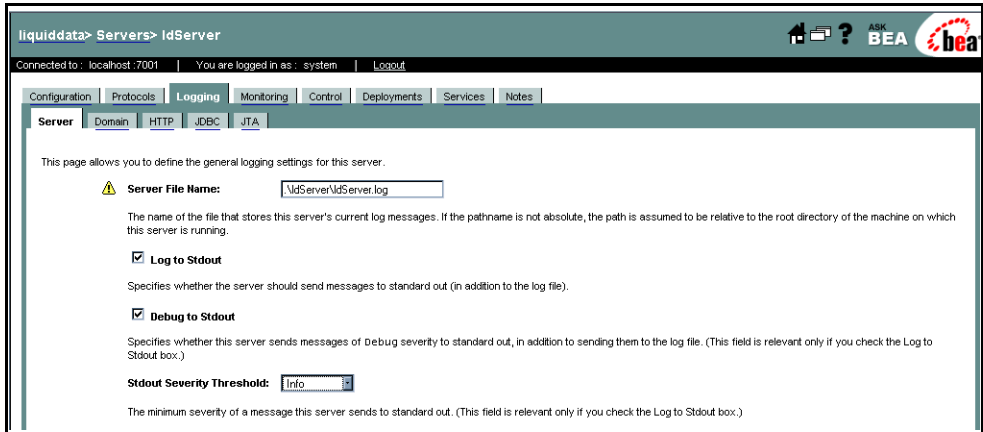 liquiddata> Servers> ldServer
? ASK BEA bea
Connected to : localhost :7001 | You are logged in as : system | Logout
Configuration Protocols Logging Monitoring Control Deployments Services Notes
Server Domain HTTP JDBC JTA
This page allows you to define the general logging settings for this server.
Server File Name: .\ldServer\ldServer.log
The name of the file that stores this server's current log messages. If the pathname is not absolute, the path is assumed to be relative to the root directory of the machine on which
this server is running.
Log to Stdout
Specifies whether the server should send messages to standard out (in addition to the log file).
Debug to Stdout
Specifies whether this server sends messages of Debug severity to standard out, in addition to sending them to the log file. (This field is relevant only if you check the Log to
Stdout box.)
Stdout Severity Threshold: Info
The minimum severity of a message this server sends to standard out. (This field is relevant only if you check the Log to Stdout box.)